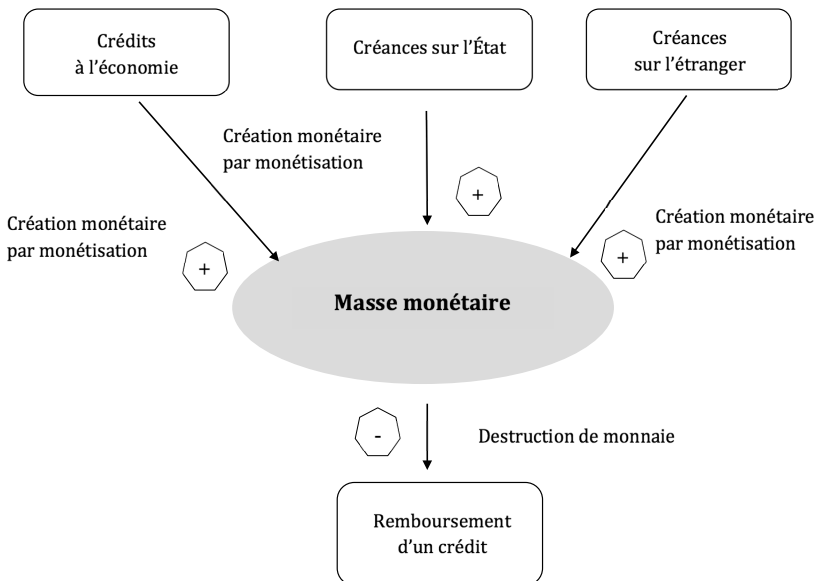 Crédits
à l’économie
Créances sur l’État
Créances
sur l’étranger
Création monétaire
par monétisation
+
Création monétaire
par monétisation
+
Création monétaire
par monétisation
+
Masse monétaire
-
Destruction de monnaie
Remboursement
d’un crédit